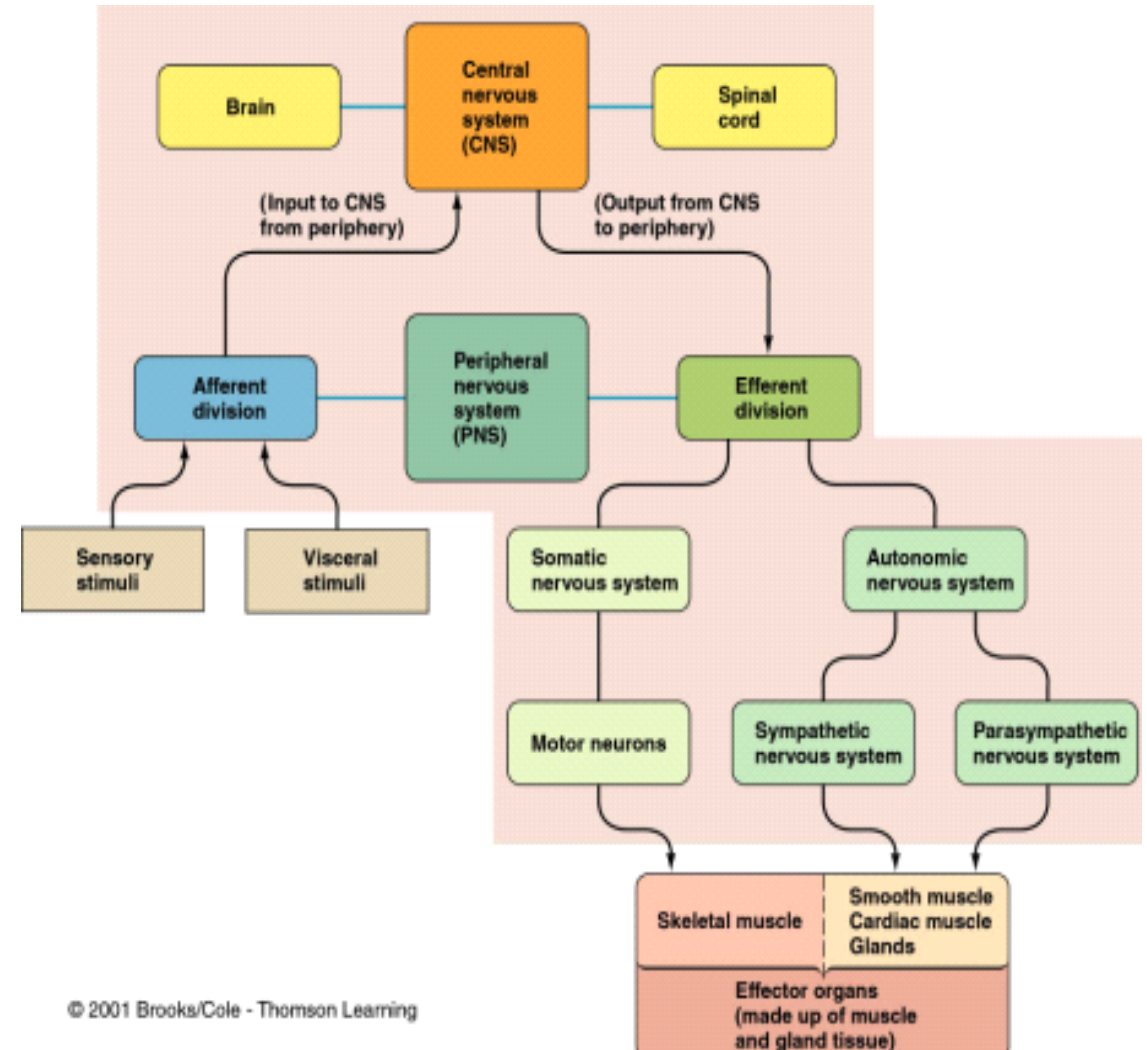 Brain
Central
nervous
system
(CNS)
Spinal
cord
(Input to CNS
from periphery)
(Output from CNS
to periphery)
Afferent
division
Peripheral
nervous
system
(PNS)
Efferent
division
Sensory
stimuli
Visceral
stimuli
Somatic
nervous system
Autonomic
nervous system
Motor neurons
Sympathetic
nervous system
Parasympathetic
nervous system
Skeletal muscle
Smooth muscle
Cardiac muscle
Glands
Effector organs
(made up of muscle
and gland tissue)
© 2001 Brooks/Cole - Thomson Learning